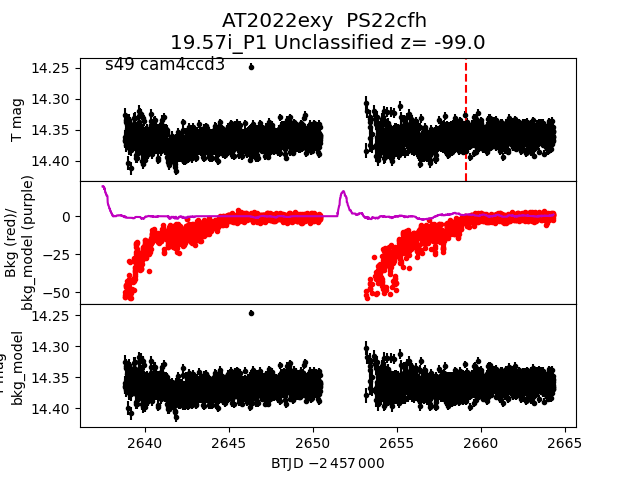 AT2022exy PS22cfh
19.57i_P1 Unclassified z= -99.0
s49 cam4ccd3
T mag
14.25
14.30
14.35
14.40
Bkg (red)/
bkg_model (purple)
0
−25
−50
bkg_model
14.25
14.30
14.35
14.40
2640
2645
2650
2655
2660
2665
BTJD −2 457 000